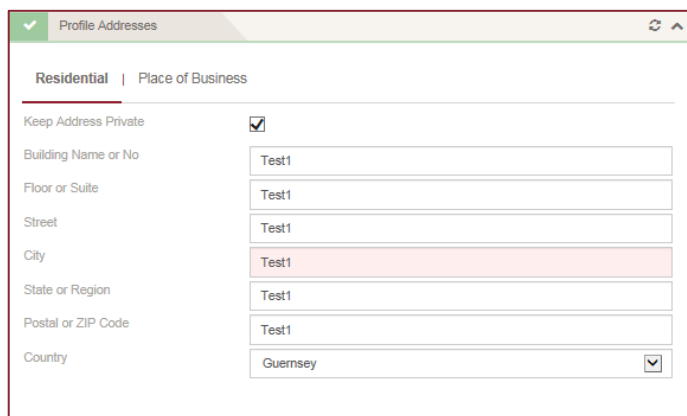 Profile Addresses
Residential | Place of Business
Keep Address Private
Building Name or No Test1
Floor or Suite Test1
Street Test1
City Test1
State or Region Test1
Postal or ZIP Code Test1
Country Guernsey